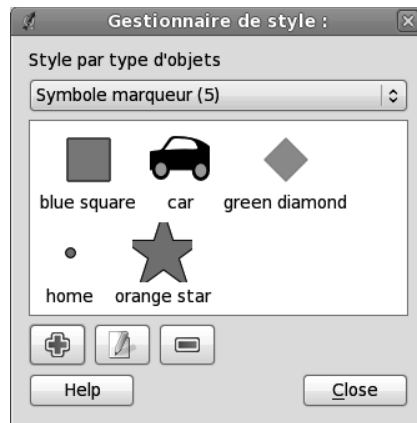 Gestionnaire de style :
Style par type d'objets
Symbole marqueur (5)
blue square car green diamond
home orange star
Help Close